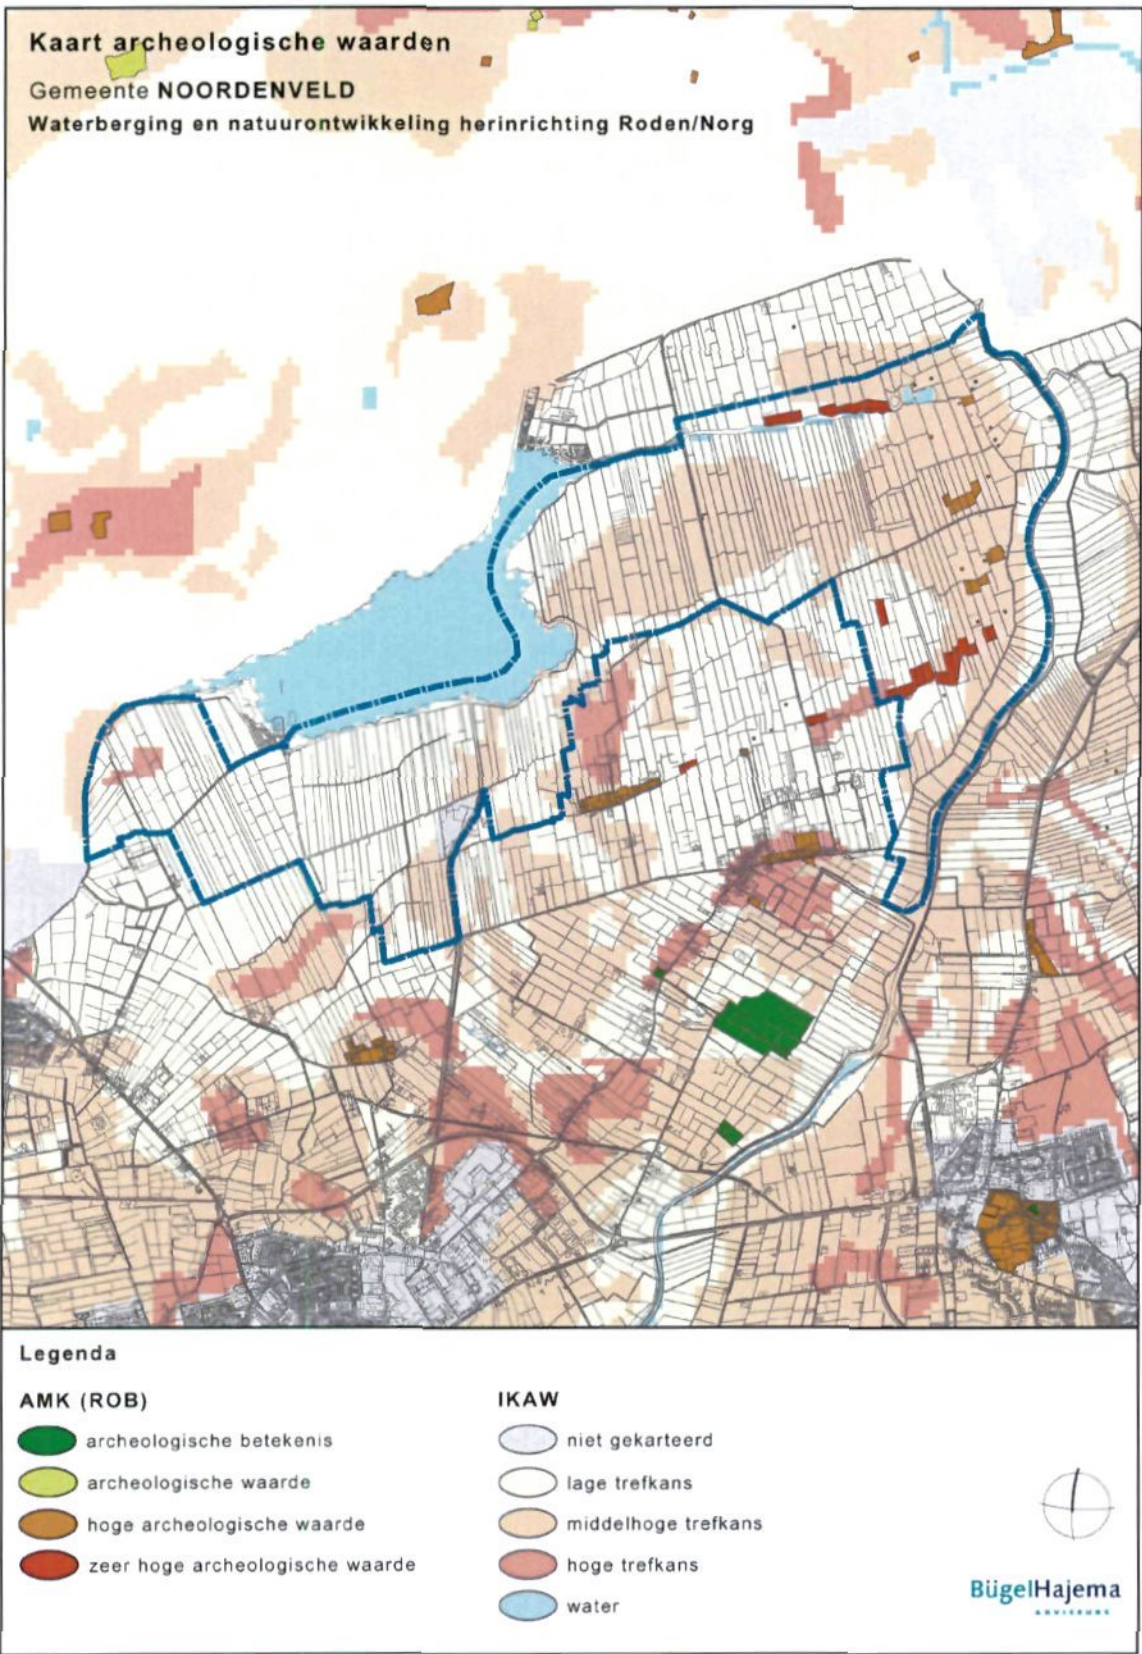 Kaart archeologische waarden
Gemeente NOORDENVELD
Waterberging en natuurontwikkeling herinrichting Roden/Norg
Legenda
AMK (ROB)
archeologische betekenis
archeologische waarde
hoge archeologische waarde
zeer hoge archeologische waarde
IKAW
niet gekarteerd
lage trefkans
middelhoge trefkans
hoge trefkans
water
BügelHajema
ADVISEURS